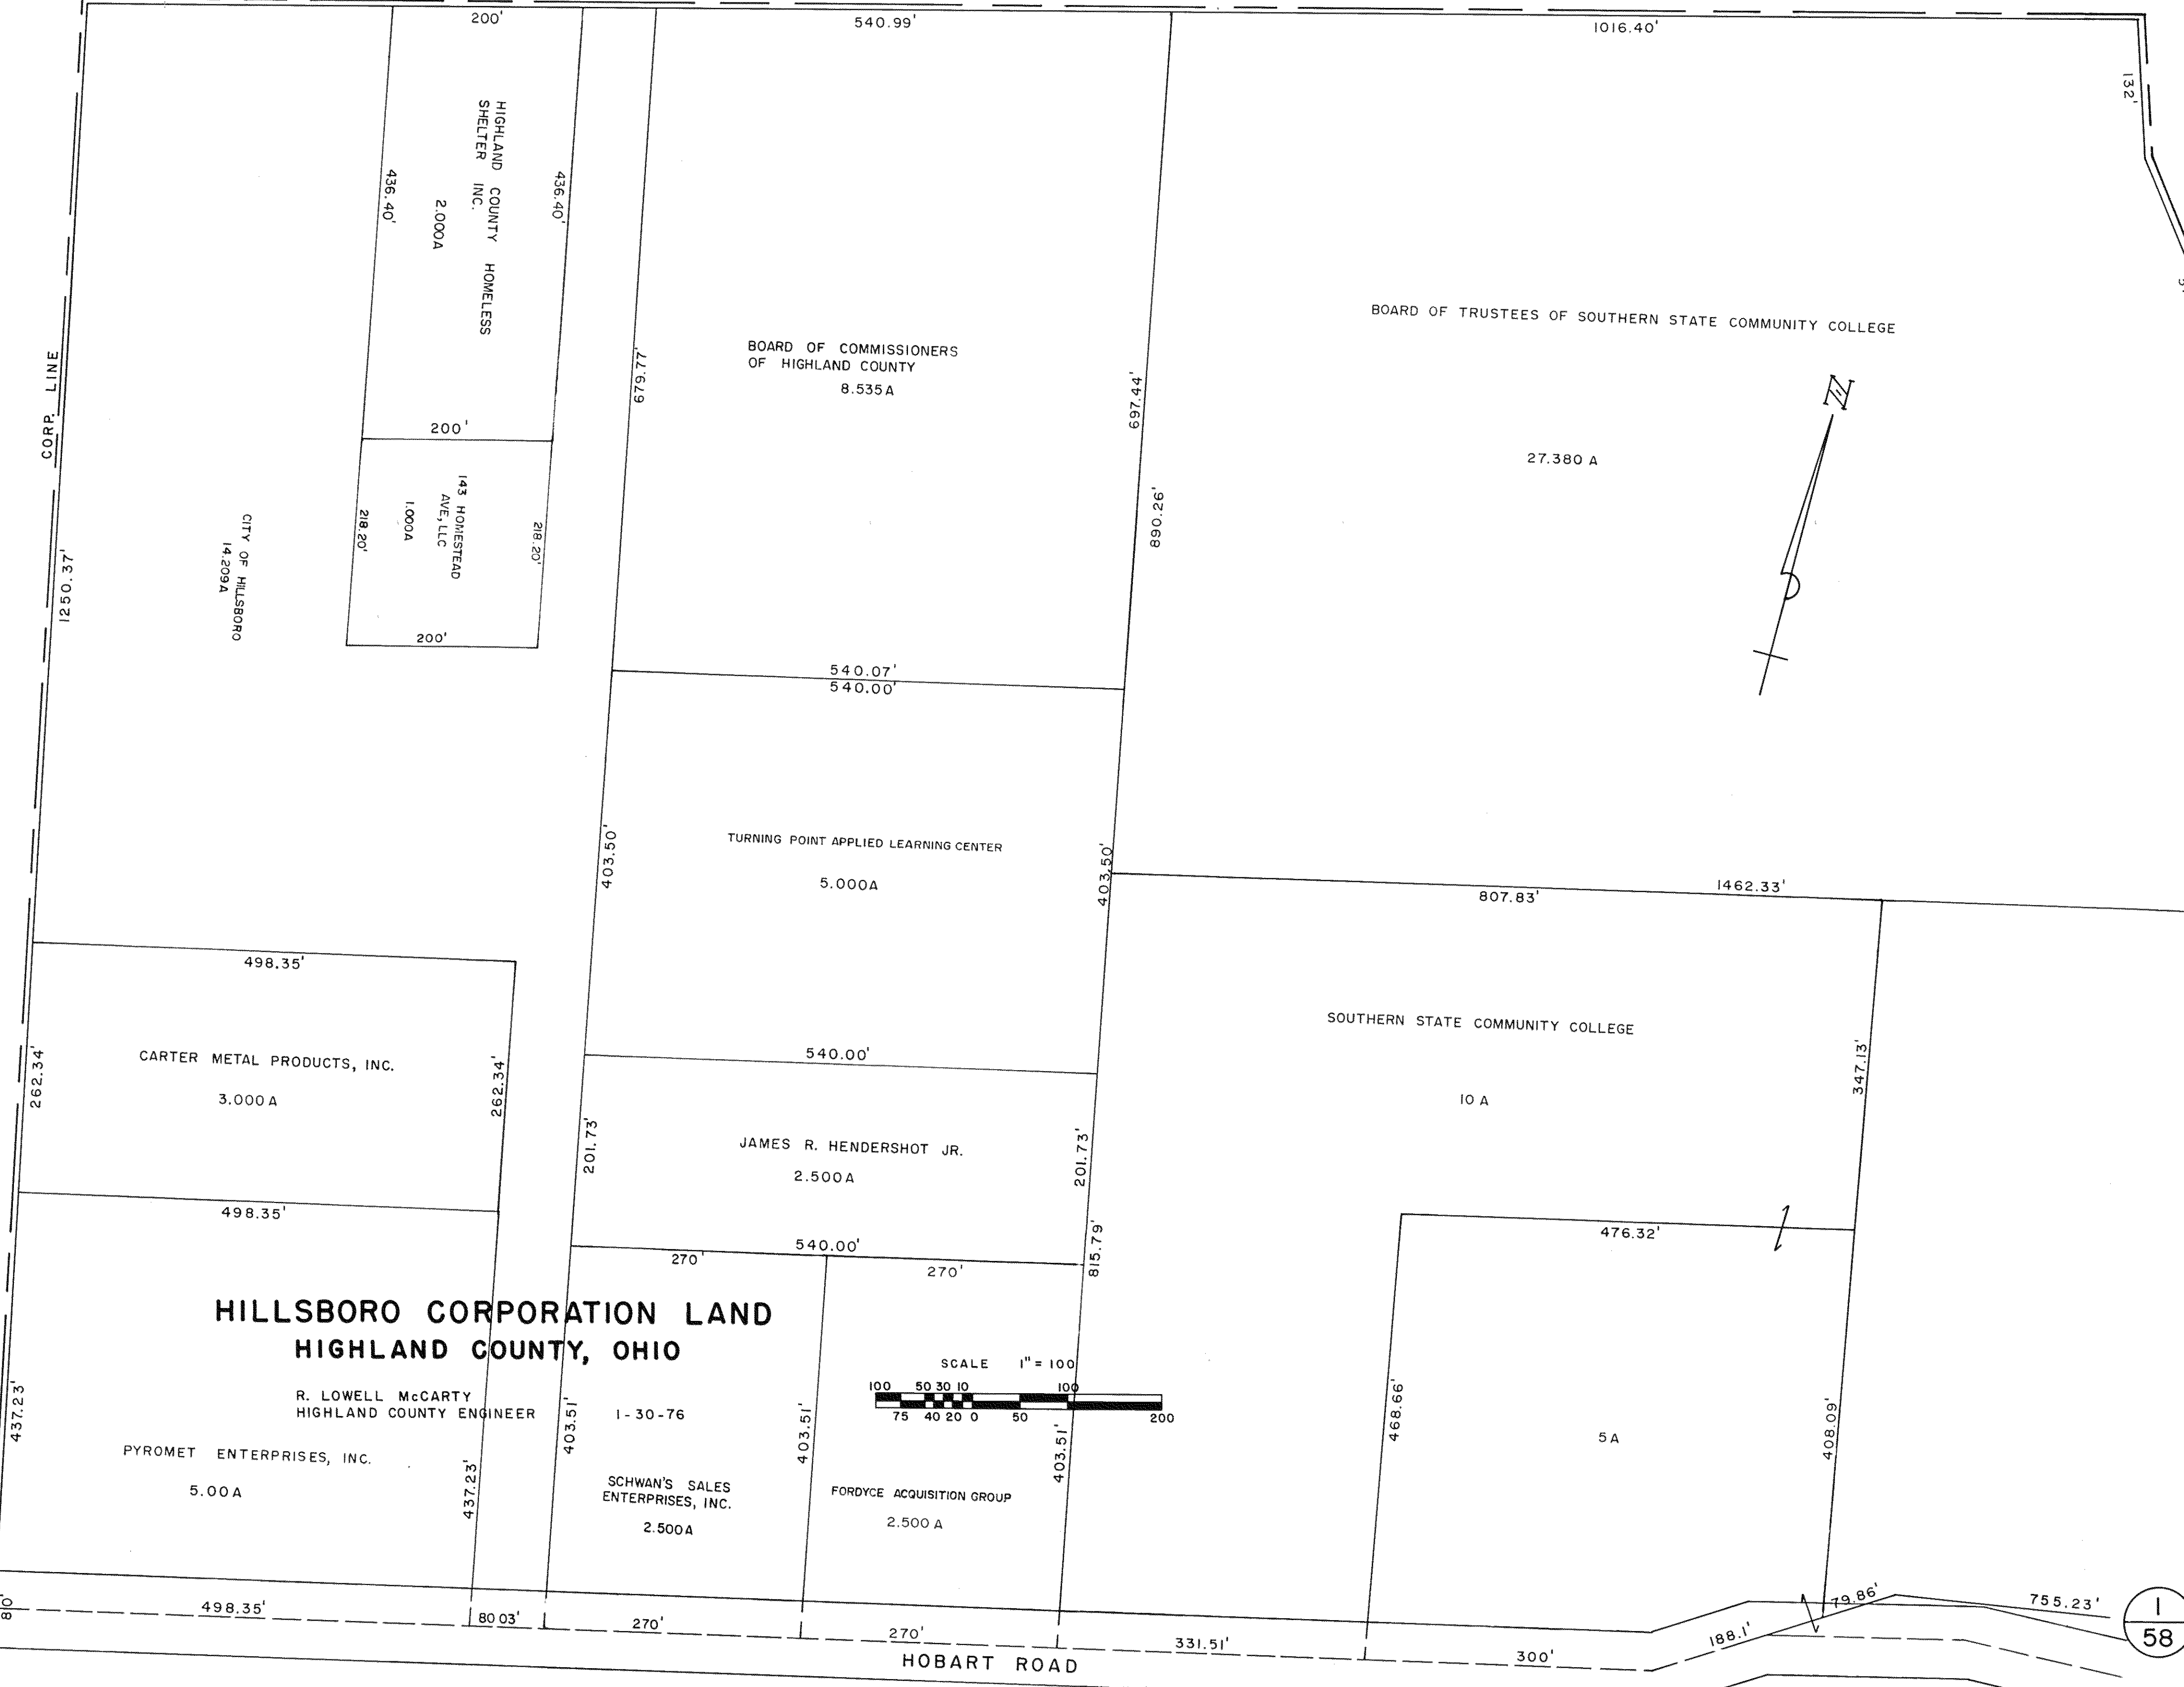 200'
540.99'
1016.40'
132'
HIGHLAND COUNTY HOMELESS
SHELTER INC.
2.000A
436.40'
436.40'
200'
143 HOMESTEAD
AVE, LLC
1.000A
218.20'
218.20'
200'
CORP. LINE
1250.37'
CITY OF HILLSBORO
14.209A
679.77'
BOARD OF COMMISSIONERS
OF HIGHLAND COUNTY
8.535A
697.44'
890.26'
540.07'
540.00'
BOARD OF TRUSTEES OF SOUTHERN STATE COMMUNITY COLLEGE
27.380 A
N
403.50'
TURNING POINT APPLIED LEARNING CENTER
5.000A
403.50'
1462.33'
807.83'
498.35'
262.34'
CARTER METAL PRODUCTS, INC.
3.000A
262.34'
498.35'
540.00'
201.73'
JAMES R. HENDERSHOT JR.
2.500A
201.73'
815.79'
540.00'
270'
270'
SOUTHERN STATE COMMUNITY COLLEGE
10 A
347.13'
476.32'
468.66'
5A
408.09'
HILLSBORO CORPORATION LAND
HIGHLAND COUNTY, OHIO
R. LOWELL McCARTY
HIGHLAND COUNTY ENGINEER
1-30-76
SCALE 1" = 100
100 50 30 10 100
75 40 20 0 50 200
437.23'
PYROMET ENTERPRISES, INC.
5.00A
437.23'
403.51'
SCHWAN'S SALES
ENTERPRISES, INC.
2.500A
403.51'
FORDYCE ACQUISITION GROUP
2.500 A
403.51'
80'
498.35'
80 03'
270'
270'
331.51'
300'
188.1'
79.86'
755.23'
HOBART ROAD
1
58